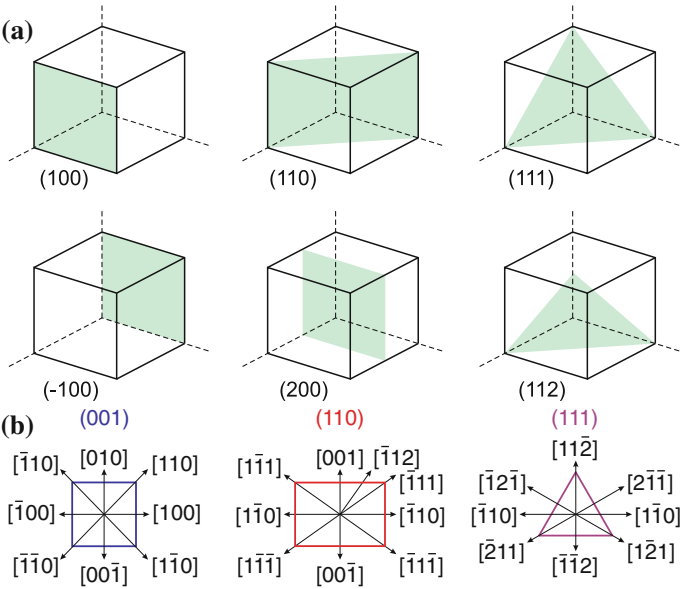 (a)
(100) (110) (111)
(-100) (200) (112)
(b) (001) (110) (111)
[010] [001] [112̄]
[1̄10] [110] [11̄1] [1̄12] [1̄11] [1̄21̄] [21̄1̄]
[1̄00] [100] [11̄0] [1̄10] [1̄10] [11̄0]
[1̄1̄0] [11̄0] [11̄1̄] [1̄11̄] [2̄11] [12̄1]
[001̄] [001̄] [1̄1̄2]